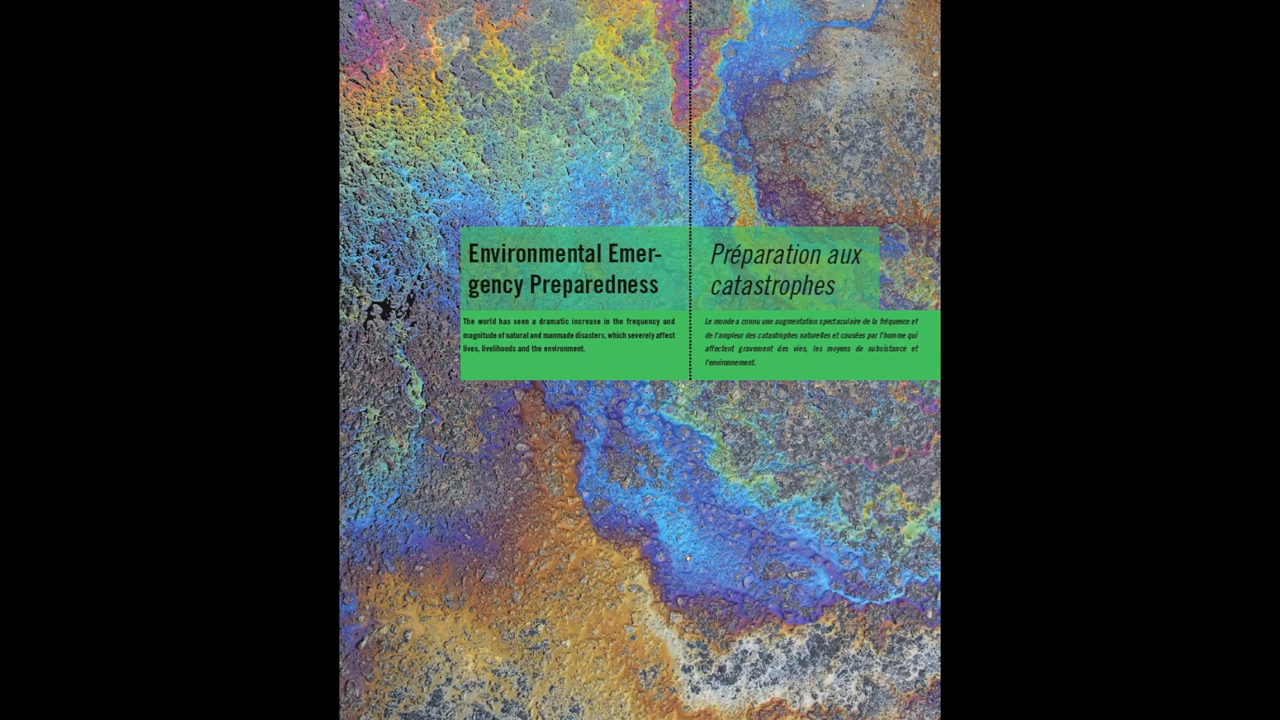 Environmental Emer-
gency Preparedness
The world has seen a dramatic increase in the frequency and
magnitude of natural and manmade disasters, which severely affect
lives, livelihoods and the environment.
Préparation aux
catastrophes
Le monde a connu une augmentation spectaculaire de la fréquence et
de l'ampleur des catastrophes naturelles et causées par l'homme qui
affectent gravement des vies, les moyens de subsistance et
l'environnement.